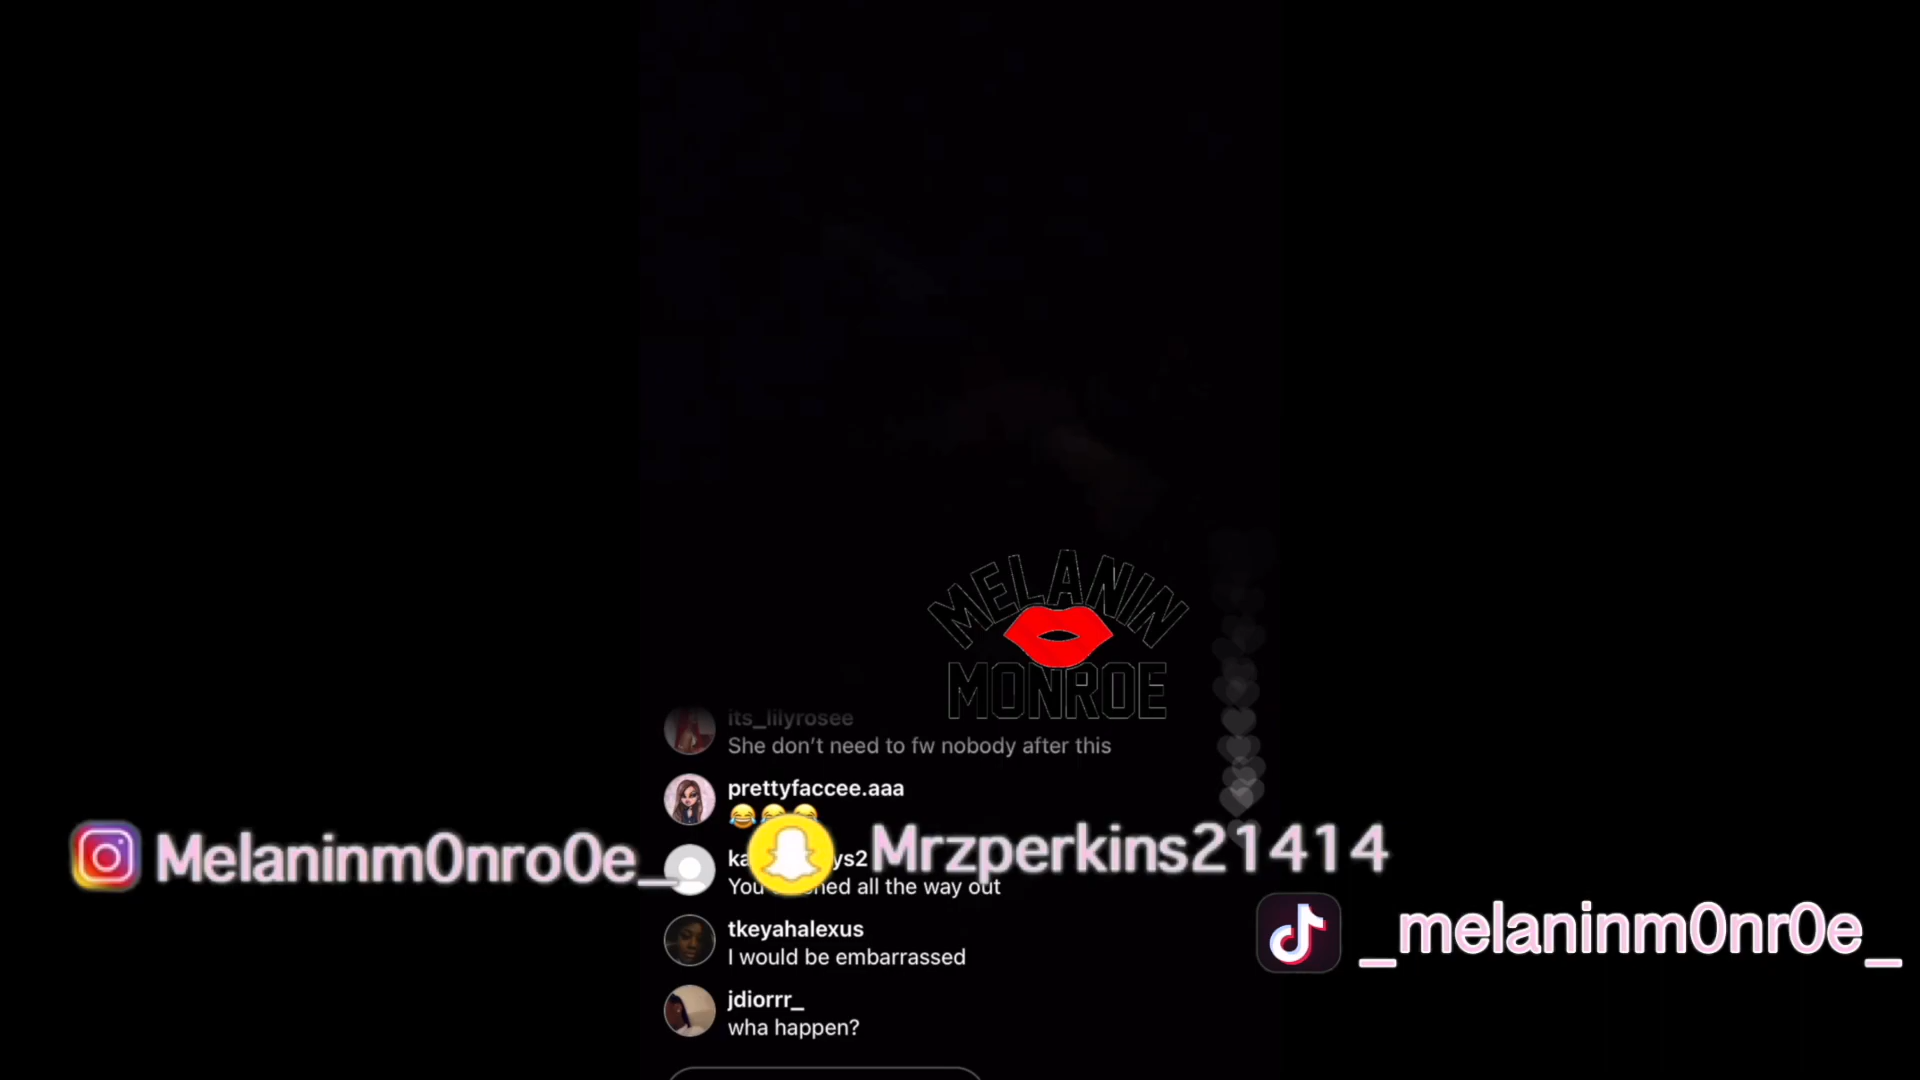 MELANIN
MONROE
its_lilyrosee
She don't need to fw nobody after this
prettyfaccee.aaa
😂😂😂
Melaninm0nro0e_
Mrzperkins21414
You all the way out
tkeyahalexus
I would be embarrassed
_melaninm0nr0e_
jdiorrr_
wha happen?